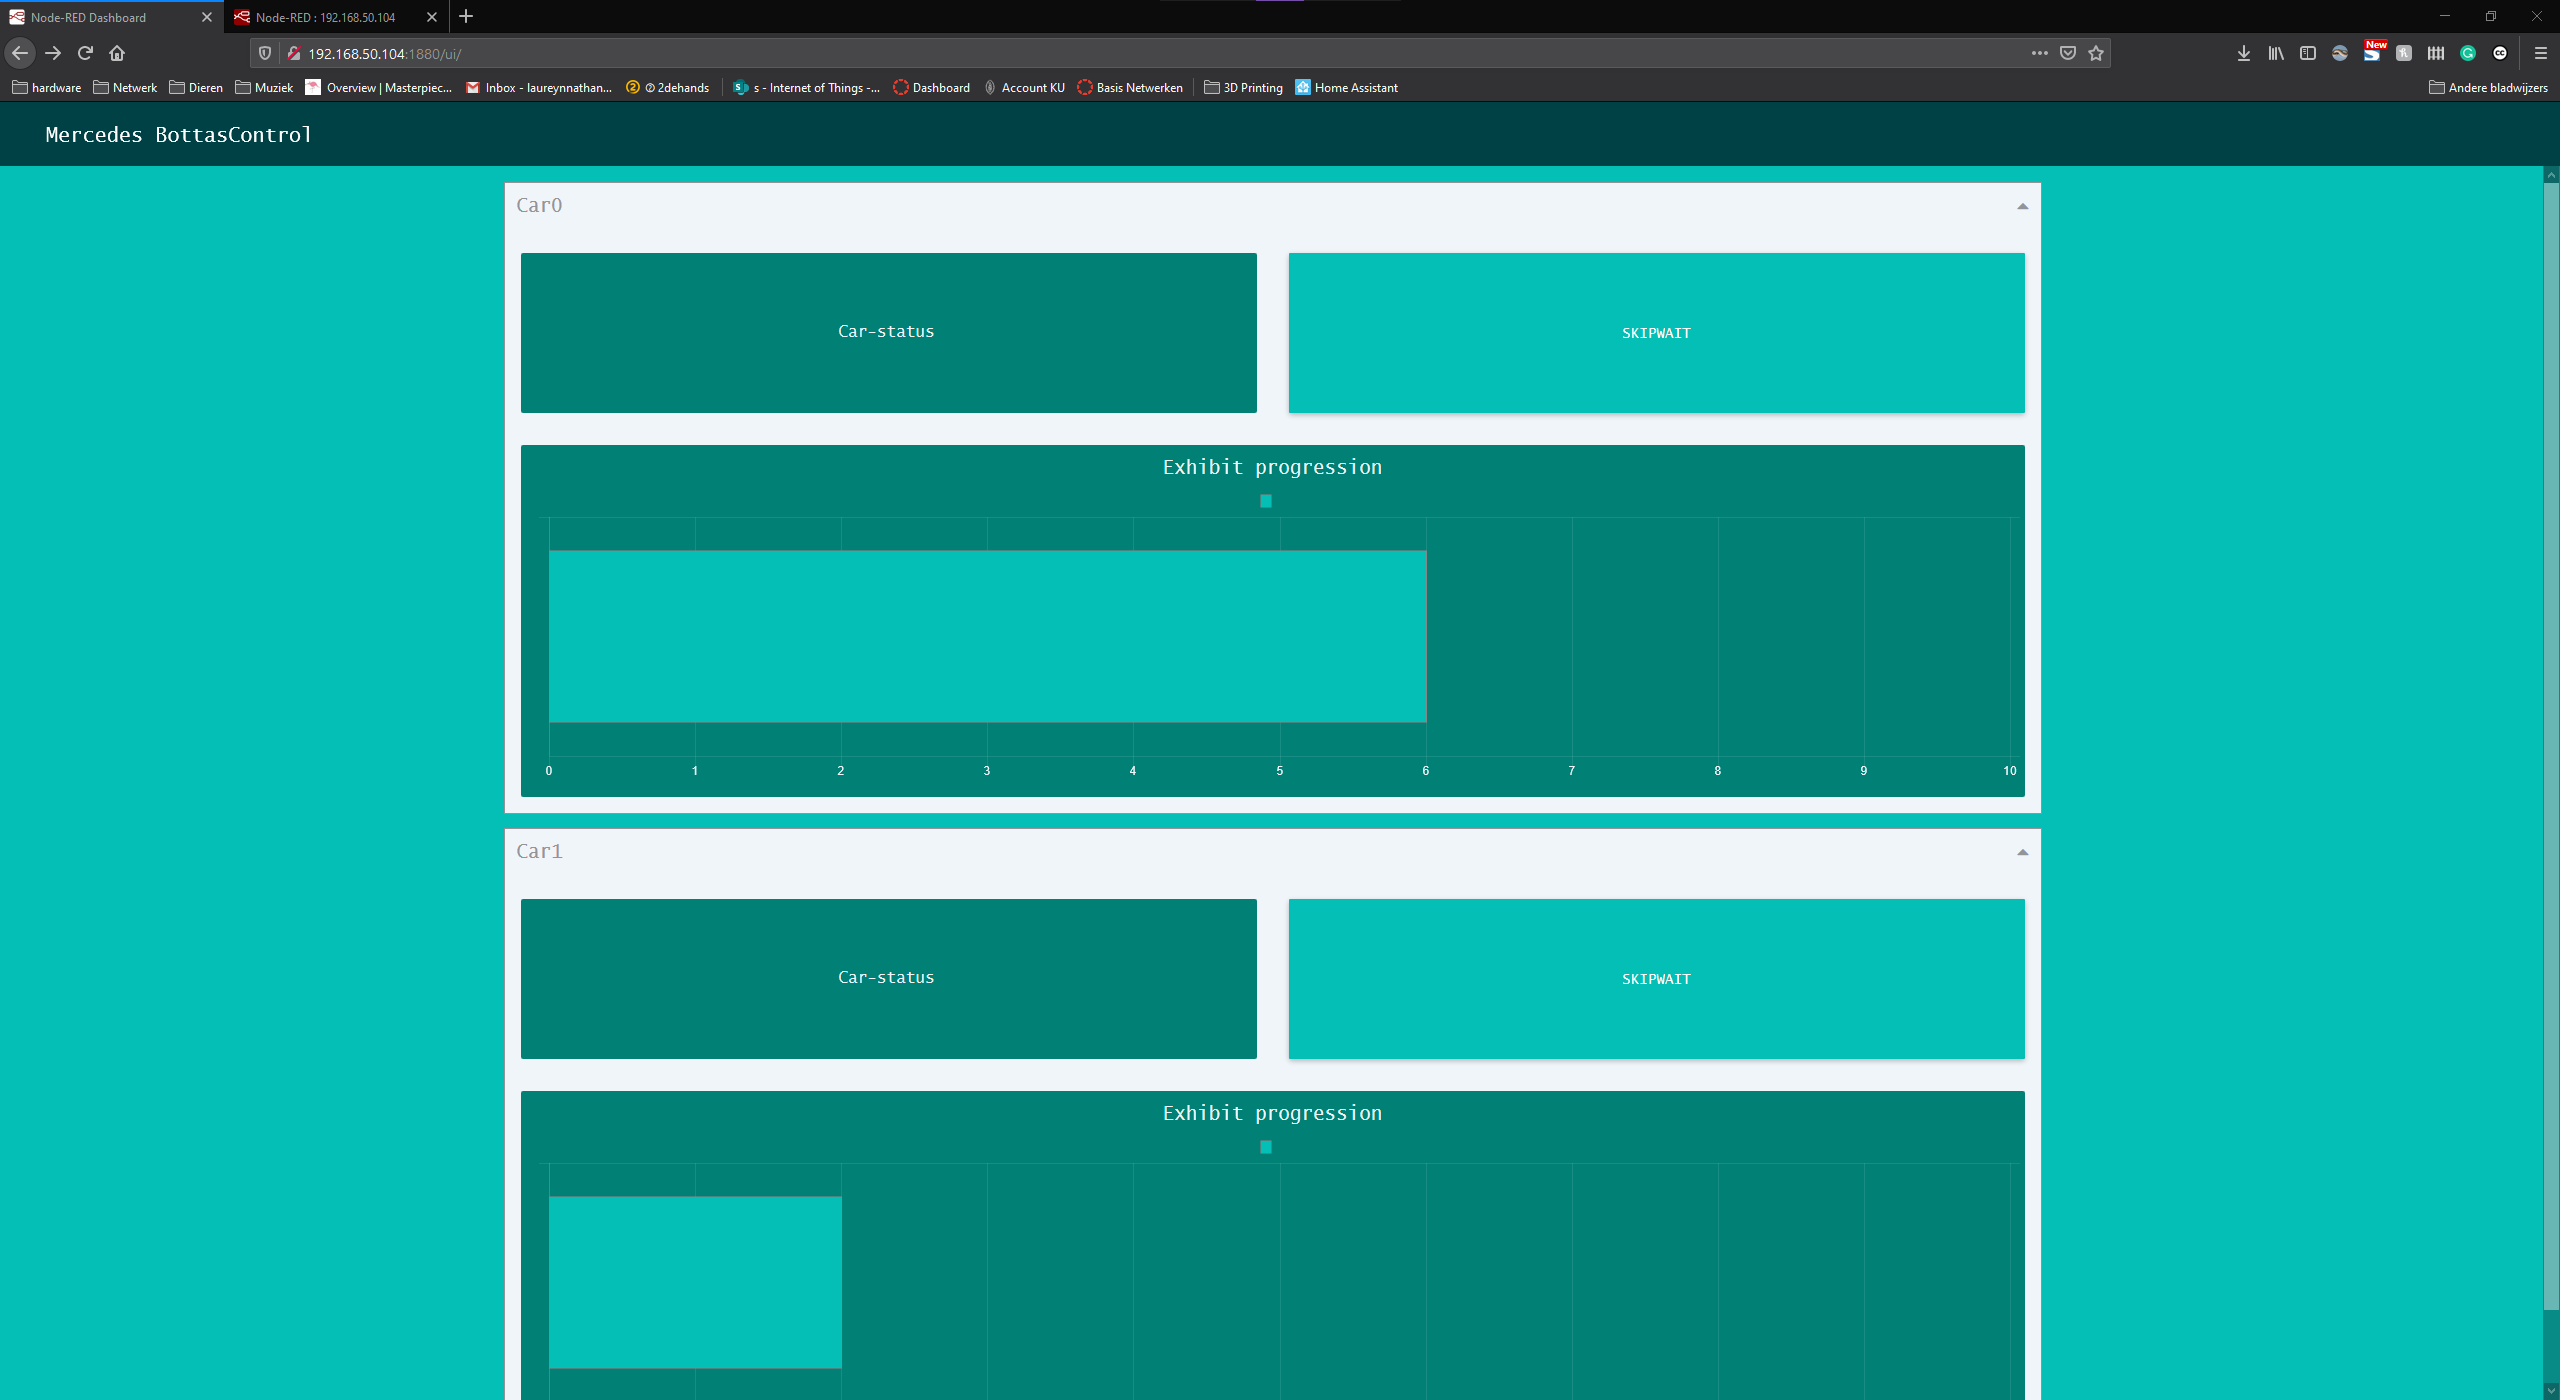 Node-RED Dashboard
Node-RED : 192.168.50.104
192.168.50.104:1880/ui/
New
hardware Netwerk Dieren Muziek Overview | Masterpiec... Inbox - laureynnathan... 2dehands s - Internet of Things -... Dashboard Account KU Basis Netwerken 3D Printing Home Assistant Andere bladwijzers
Mercedes BottasControl
Car0
Car-status SKIPWAIT
Exhibit progression
0 1 2 3 4 5 6 7 8 9 10
Car1
Car-status SKIPWAIT
Exhibit progression